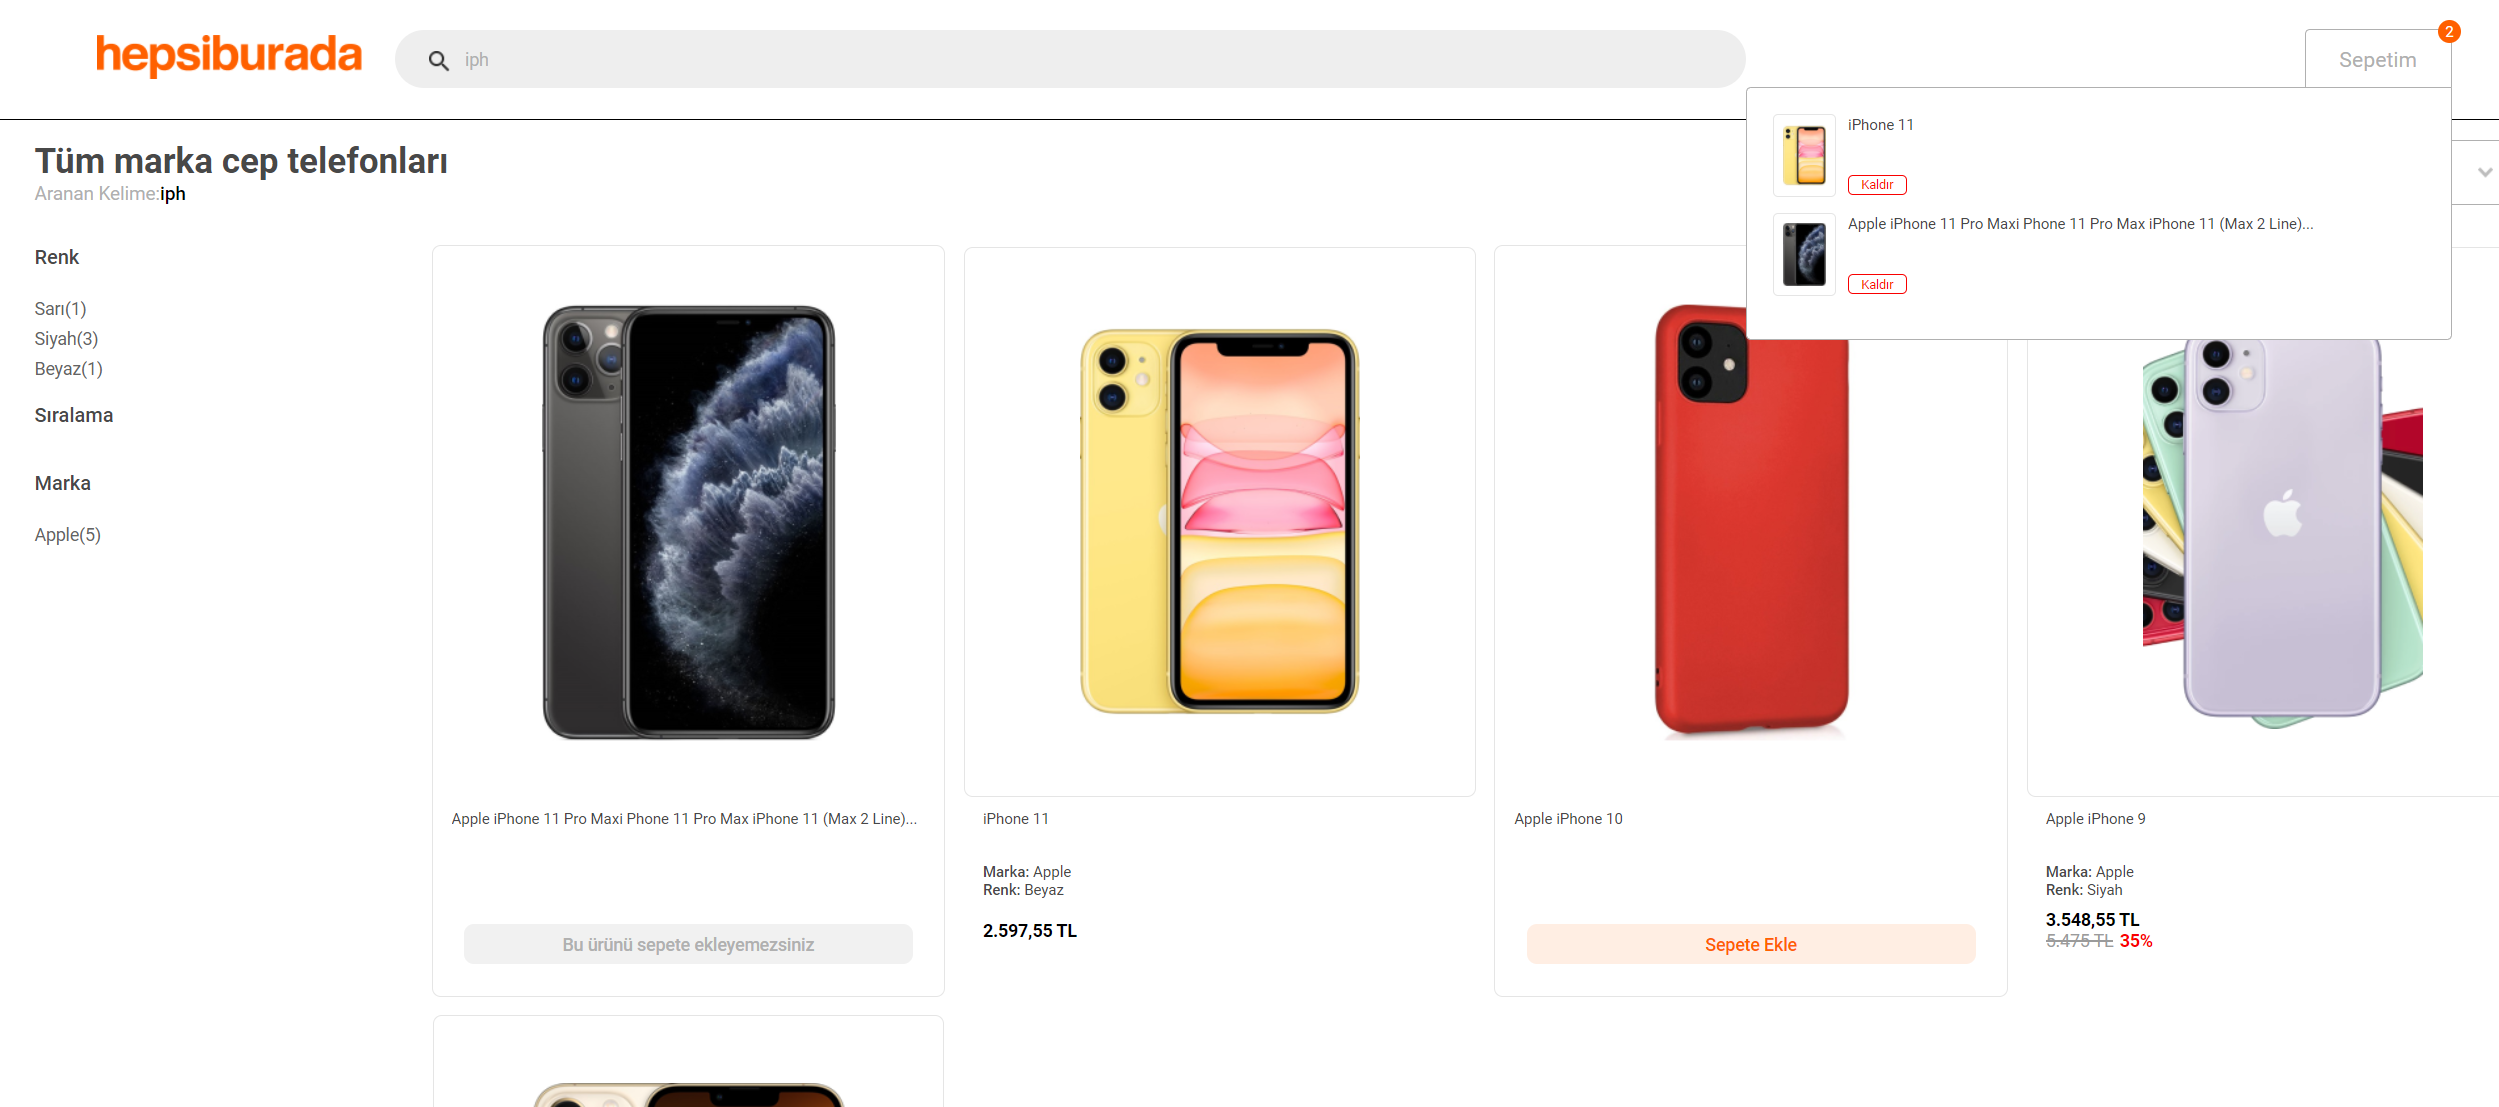 hepsiburada
iph
Sepetim
2
iPhone 11
Kaldır
Apple iPhone 11 Pro Maxi Phone 11 Pro Max iPhone 11 (Max 2 Line)...
Kaldır
Tüm marka cep telefonları
Aranan Kelime:iph
Renk
Sarı(1)
Siyah(3)
Beyaz(1)
Sıralama
Marka
Apple(5)
Apple iPhone 11 Pro Maxi Phone 11 Pro Max iPhone 11 (Max 2 Line)...
Bu ürünü sepete ekleyemezsiniz
iPhone 11
Marka: Apple
Renk: Beyaz
2.597,55 TL
Apple iPhone 10
Sepete Ekle
Apple iPhone 9
Marka: Apple
Renk: Siyah
3.548,55 TL
5.475 TL 35%